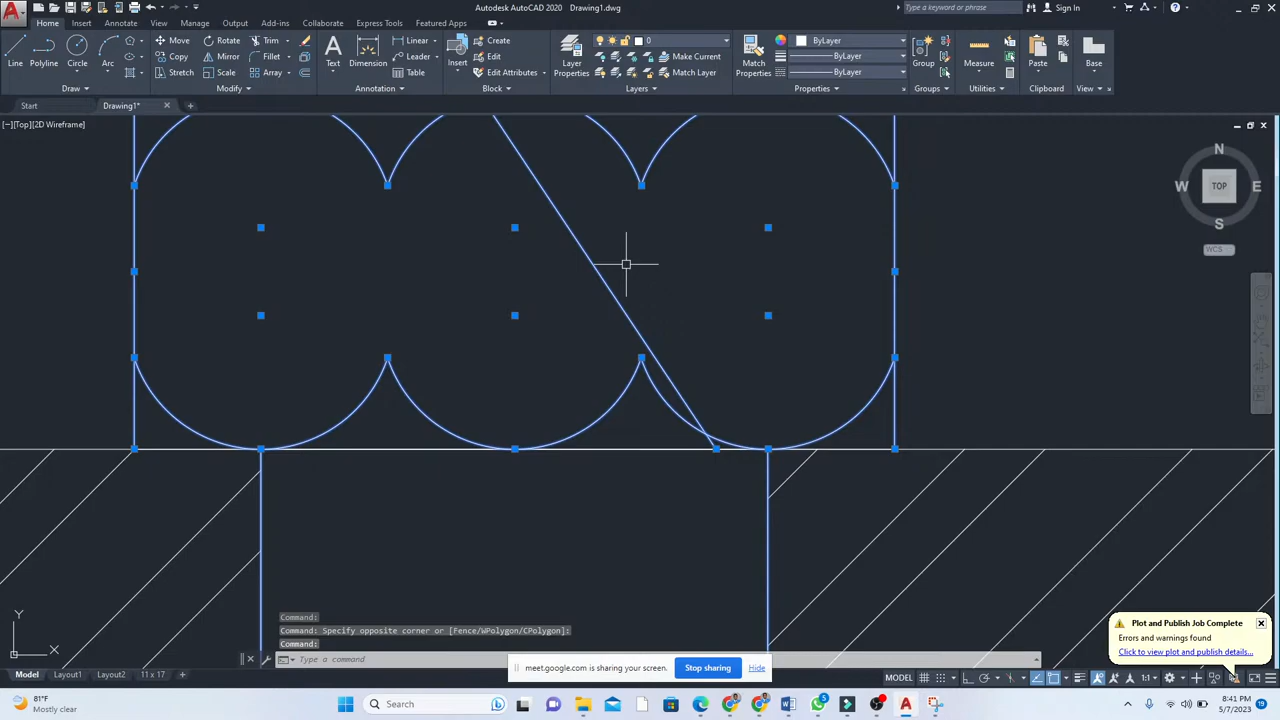 Autodesk AutoCAD 2020 Drawing1.dwg
Type a keyword or phrase
Sign In
Home Insert Annotate View Manage Output Add-ins Collaborate Express Tools Featured Apps
Line Polyline Circle Arc
Move Rotate Trim
Copy Mirror Fillet
Stretch Scale Array
Text Dimension
Linear
Leader
Table
Insert
Create
Edit
Edit Attributes
Layer Properties
0
Make Current
Match Layer
Match Properties
ByLayer
ByLayer
ByLayer
Group
Measure
Paste
Base
Draw Modify Annotation Block Layers Properties Groups Utilities Clipboard View
Start Drawing1*
[−][Top][2D Wireframe]
N
W TOP E
S
WCS
Y
X
Command:
Command: Specify opposite corner or [Fence/WPolygon/CPolygon]:
Command:
Type a command
meet.google.com is sharing your screen. Stop sharing Hide
Plot and Publish Job Complete
Errors and warnings found
Click to view plot and publish details...
Model Layout1 Layout2 11 x 17
MODEL 1:1
81°F
Mostly clear
Search
5
8:41 PM
5/7/2023
19